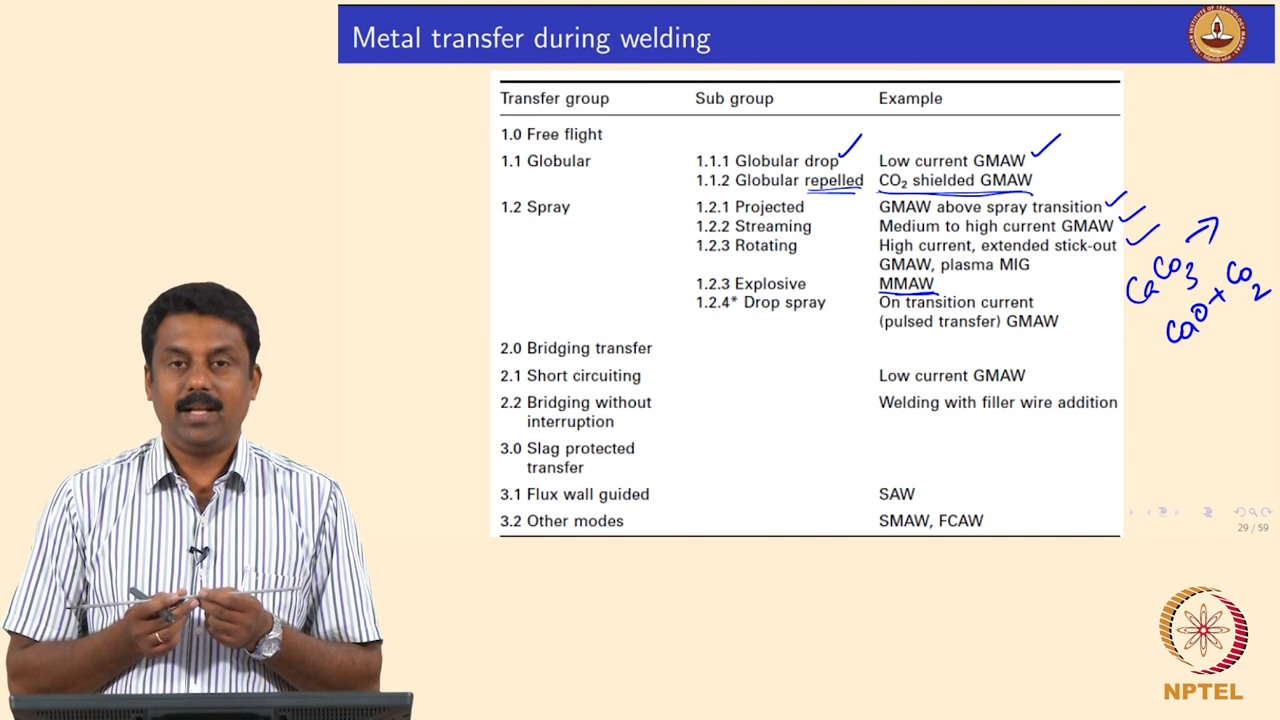 Metal transfer during welding
Transfer group Sub group Example
1.0 Free flight
1.1 Globular 1.1.1 Globular drop Low current GMAW
1.1.2 Globular repelled CO₂ shielded GMAW
1.2 Spray 1.2.1 Projected GMAW above spray transition
1.2.2 Streaming Medium to high current GMAW
1.2.3 Rotating High current, extended stick-out
GMAW, plasma MIG
1.2.3 Explosive MMAW
1.2.4* Drop spray On transition current
(pulsed transfer) GMAW
CaCO₃ →
CaO + CO₂
2.0 Bridging transfer
2.1 Short circuiting Low current GMAW
2.2 Bridging without Welding with filler wire addition
interruption
3.0 Slag protected
transfer
3.1 Flux wall guided SAW
3.2 Other modes SMAW, FCAW
29 / 59
NPTEL